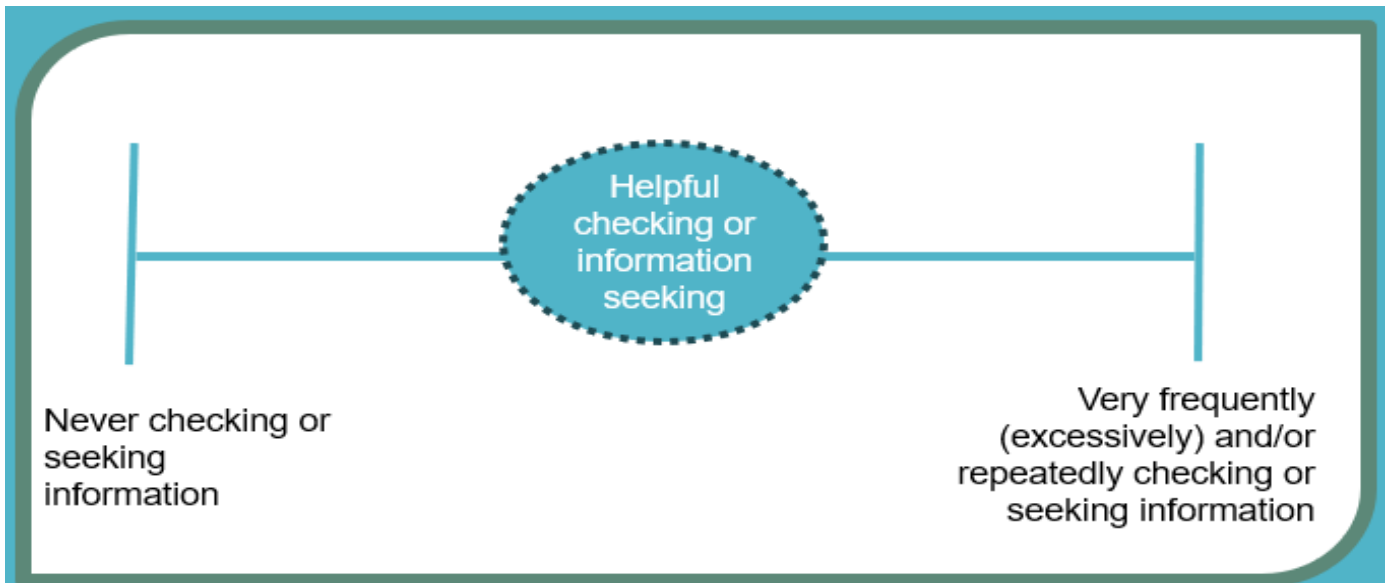 Helpful
checking or
information
seeking
Never checking or
seeking
information
Very frequently
(excessively) and/or
repeatedly checking or
seeking information